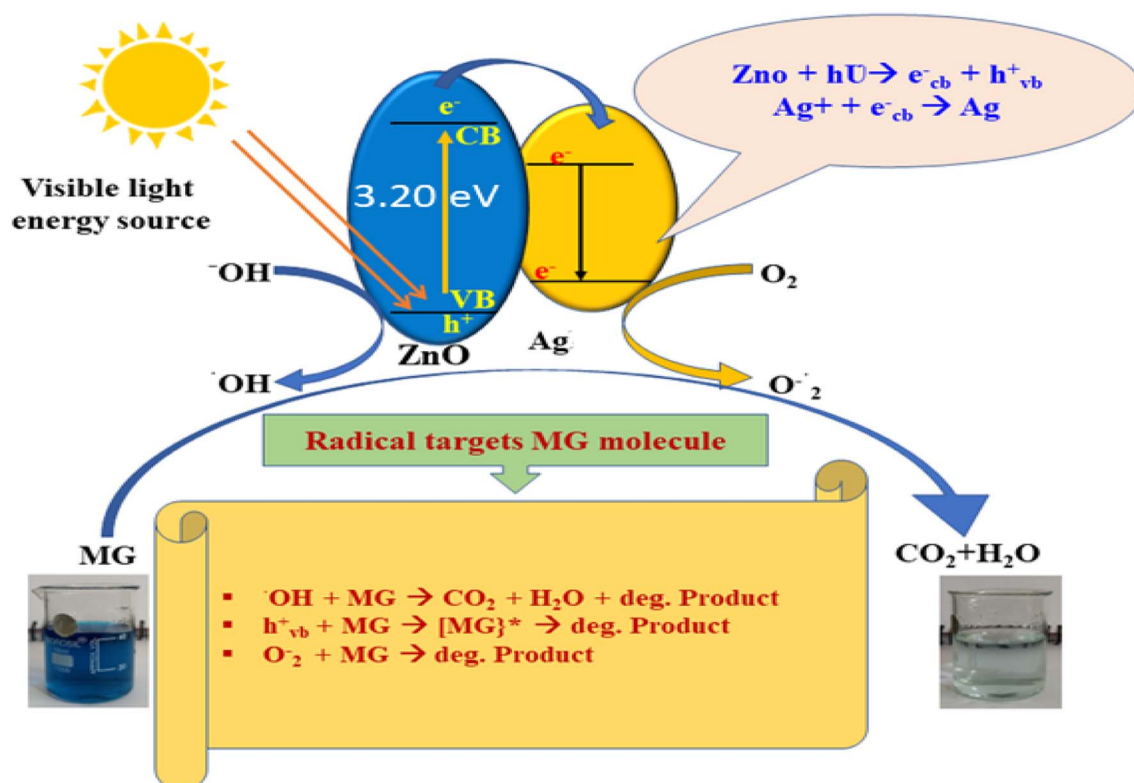 Zno + hƱ→ e⁻cb + h⁺vb
Ag+ + e⁻cb → Ag
e⁻
CB
e⁻
Visible light
energy source
3.20 eV
⁻OH
e⁻
O₂
VB
h⁺
ZnO
Ag
˙OH
O⁻˙₂
Radical targets MG molecule
MG
CO₂+H₂O
▪ ˙OH + MG → CO₂ + H₂O + deg. Product
▪ h⁺vb + MG → [MG}* → deg. Product
▪ O⁻₂ + MG → deg. Product